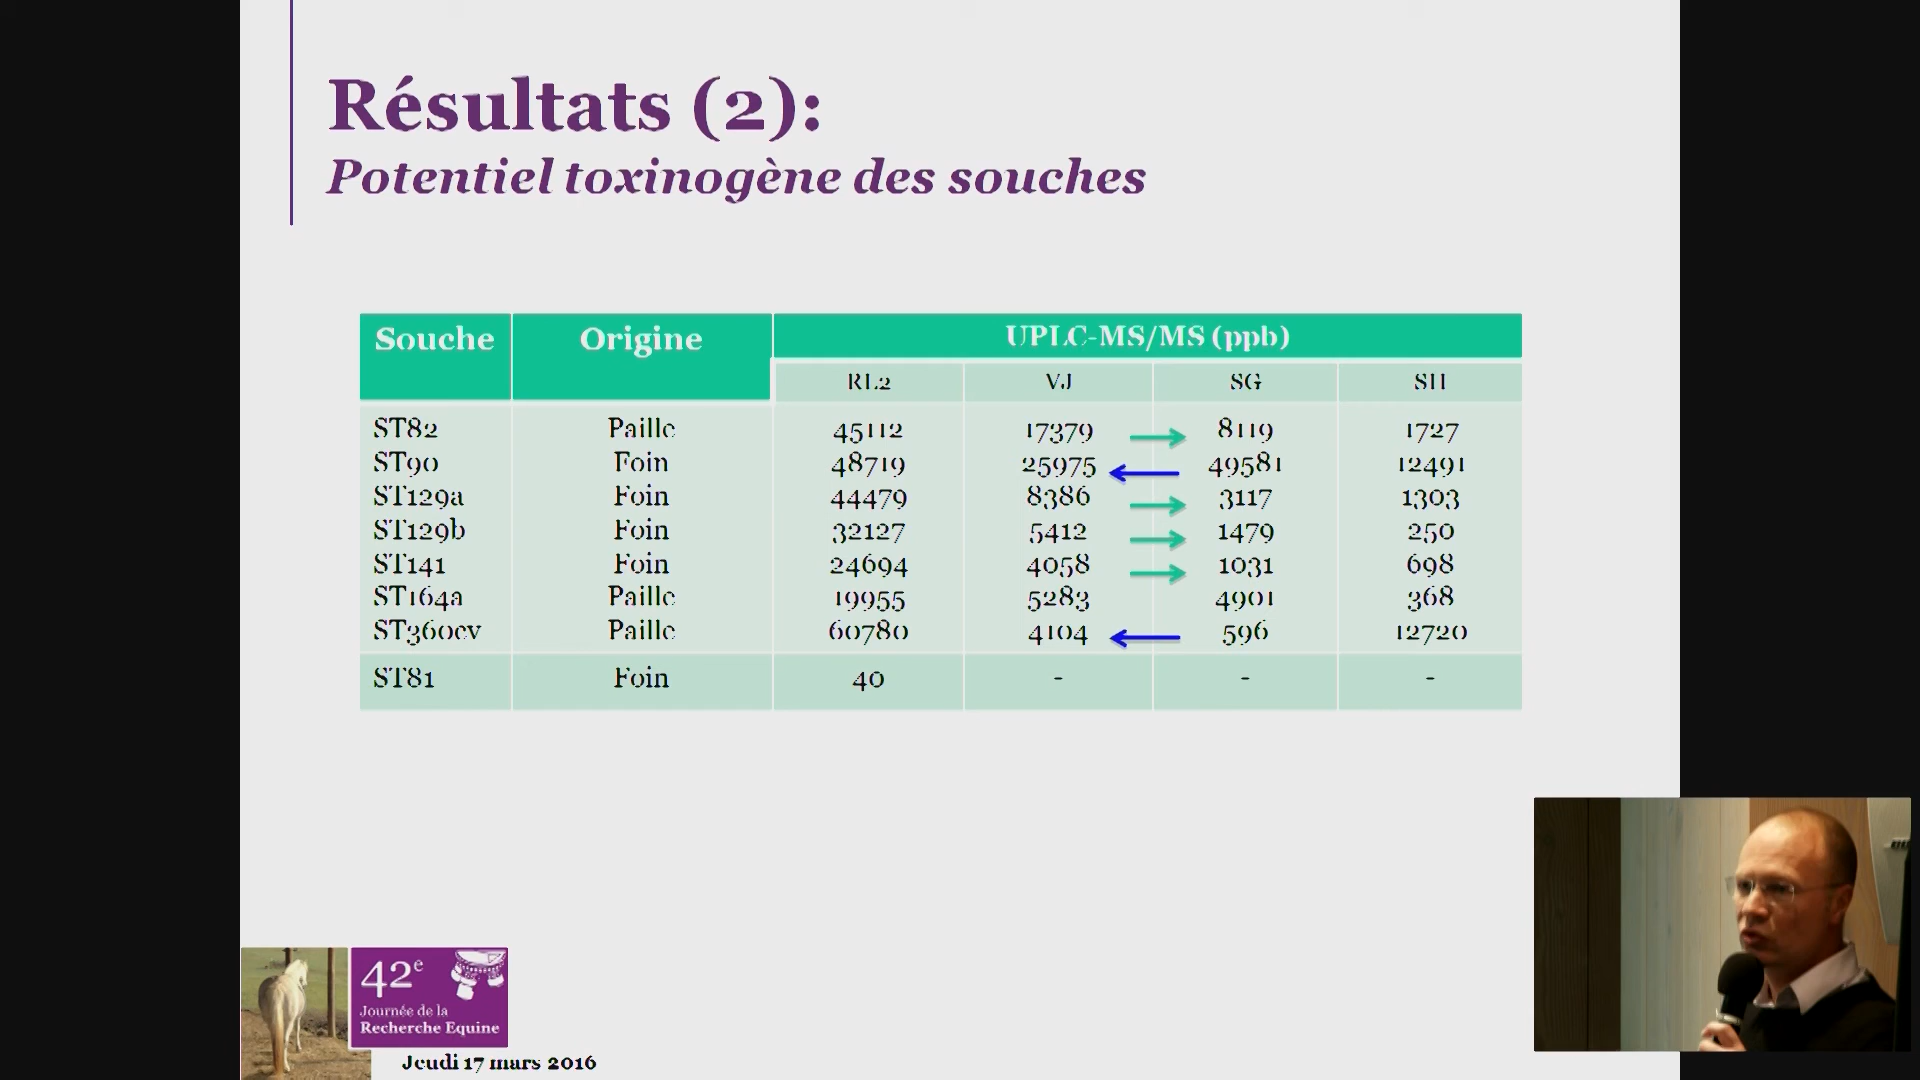 Résultats (2):
Potentiel toxinogène des souches
Souche Origine UPLC-MS/MS (ppb)
RL2 VJ SG SH
ST82 Paille 45112 17379 8119 1727
ST90 Foin 48719 25975 49581 12491
ST129a Foin 44479 8386 3117 1303
ST129b Foin 32127 5412 1479 250
ST141 Foin 24694 4058 1031 698
ST164a Paille 19955 5283 4901 368
ST360cv Paille 60780 4104 596 12720
ST81 Foin 40 - - -
42e
Journée de la
Recherche Equine
Jeudi 17 mars 2016